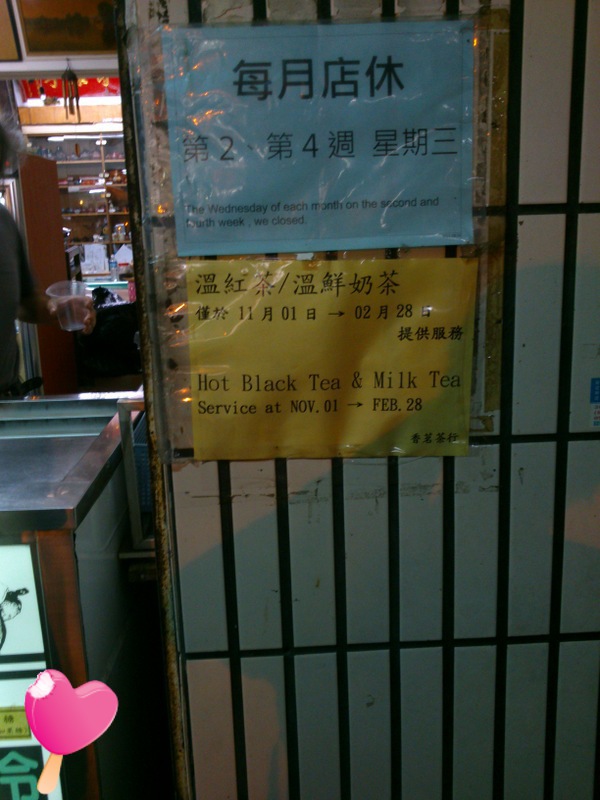 每月店休
第2、第4週 星期三
The Wednesday of each month on the second and
fourth week , we closed.
溫紅茶/溫鮮奶茶
僅於 11月01日 → 02月28日
提供服務
Hot Black Tea & Milk Tea
Service at NOV.01 → FEB.28
香茗茶行
糖
冷